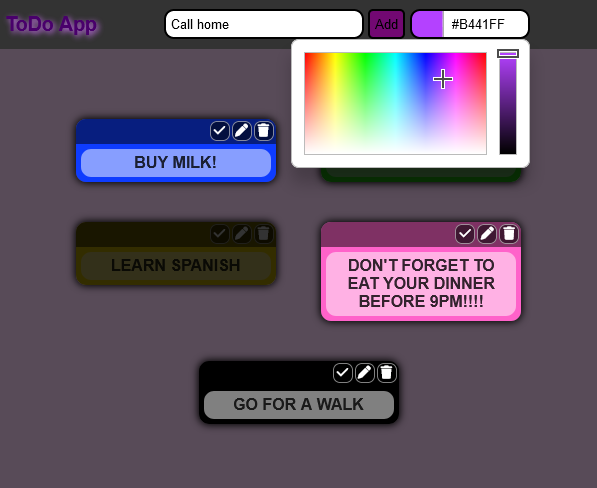 ToDo App
Call home
Add
#B441FF
BUY MILK!
LEARN SPANISH
DON'T FORGET TO
EAT YOUR DINNER
BEFORE 9PM!!!!
GO FOR A WALK